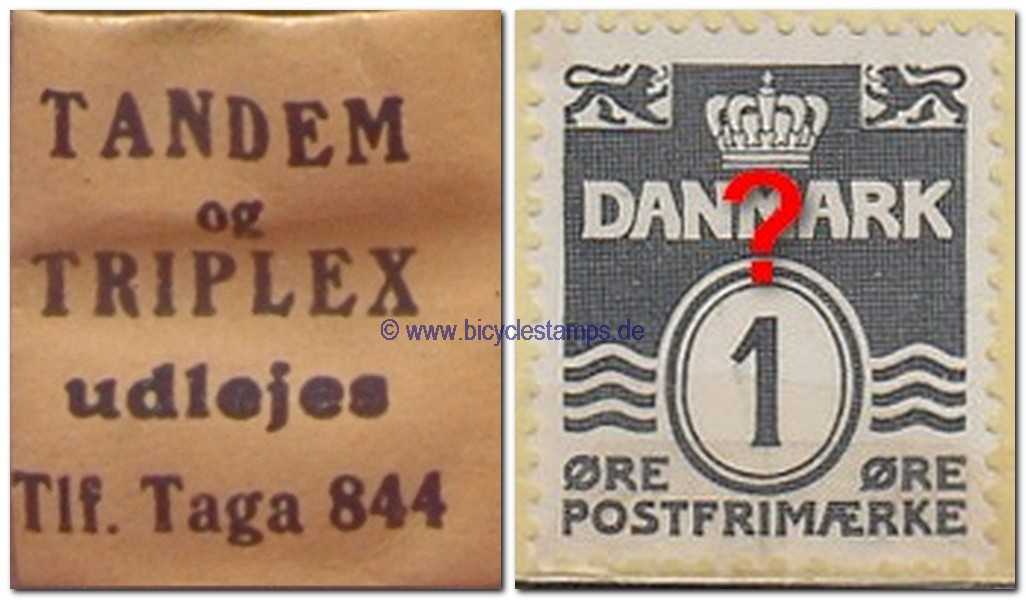 TANDEM
og
TRIPLEX
udlejes
Tlf. Taga 844
© www.bicyclestamps.de
DANMARK
?
1
ØRE ØRE
POSTFRIMÆRKE